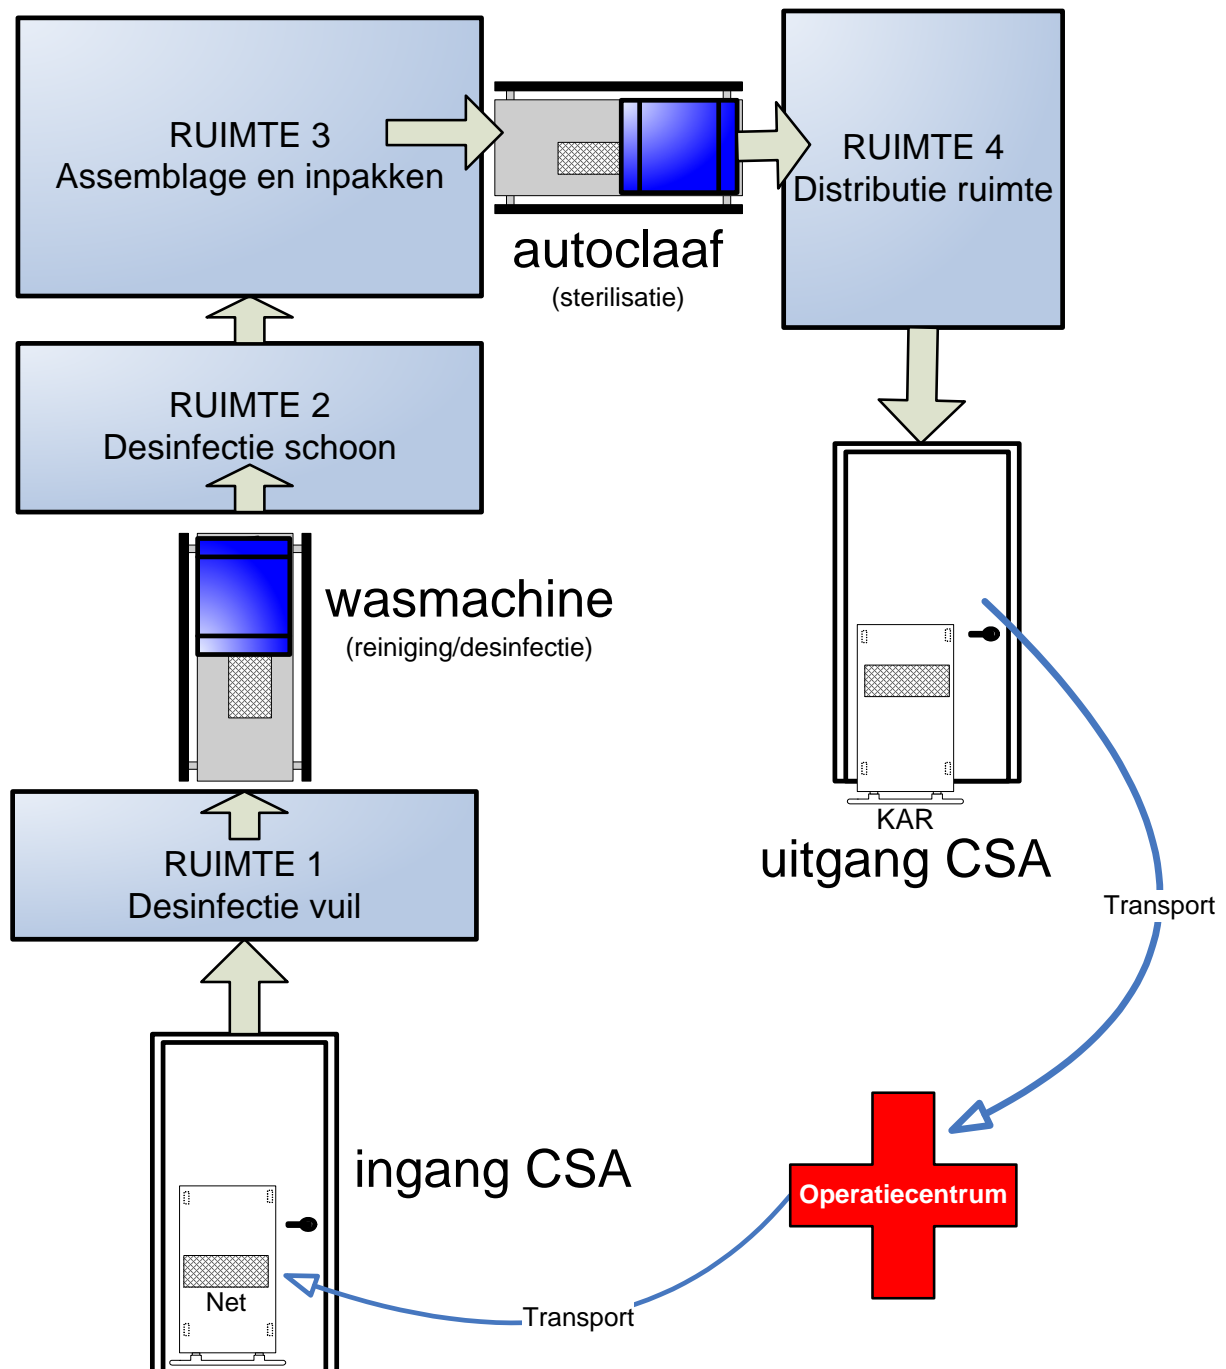 RUIMTE 3
Assemblage en inpakken
RUIMTE 4
Distributie ruimte
autoclaaf
(sterilisatie)
RUIMTE 2
Desinfectie schoon
wasmachine
(reiniging/desinfectie)
KAR
uitgang CSA
RUIMTE 1
Desinfectie vuil
Transport
ingang CSA
Operatiecentrum
Net
Transport